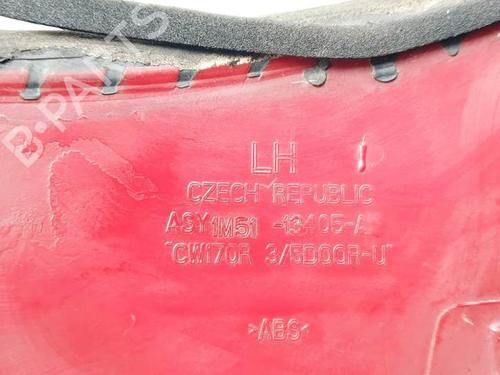 B-PARTS
LH I
CZECH REPUBLIC
ASY 1M51 -13405-A
"CW170R 3/5DOOR-U"
>ABS<